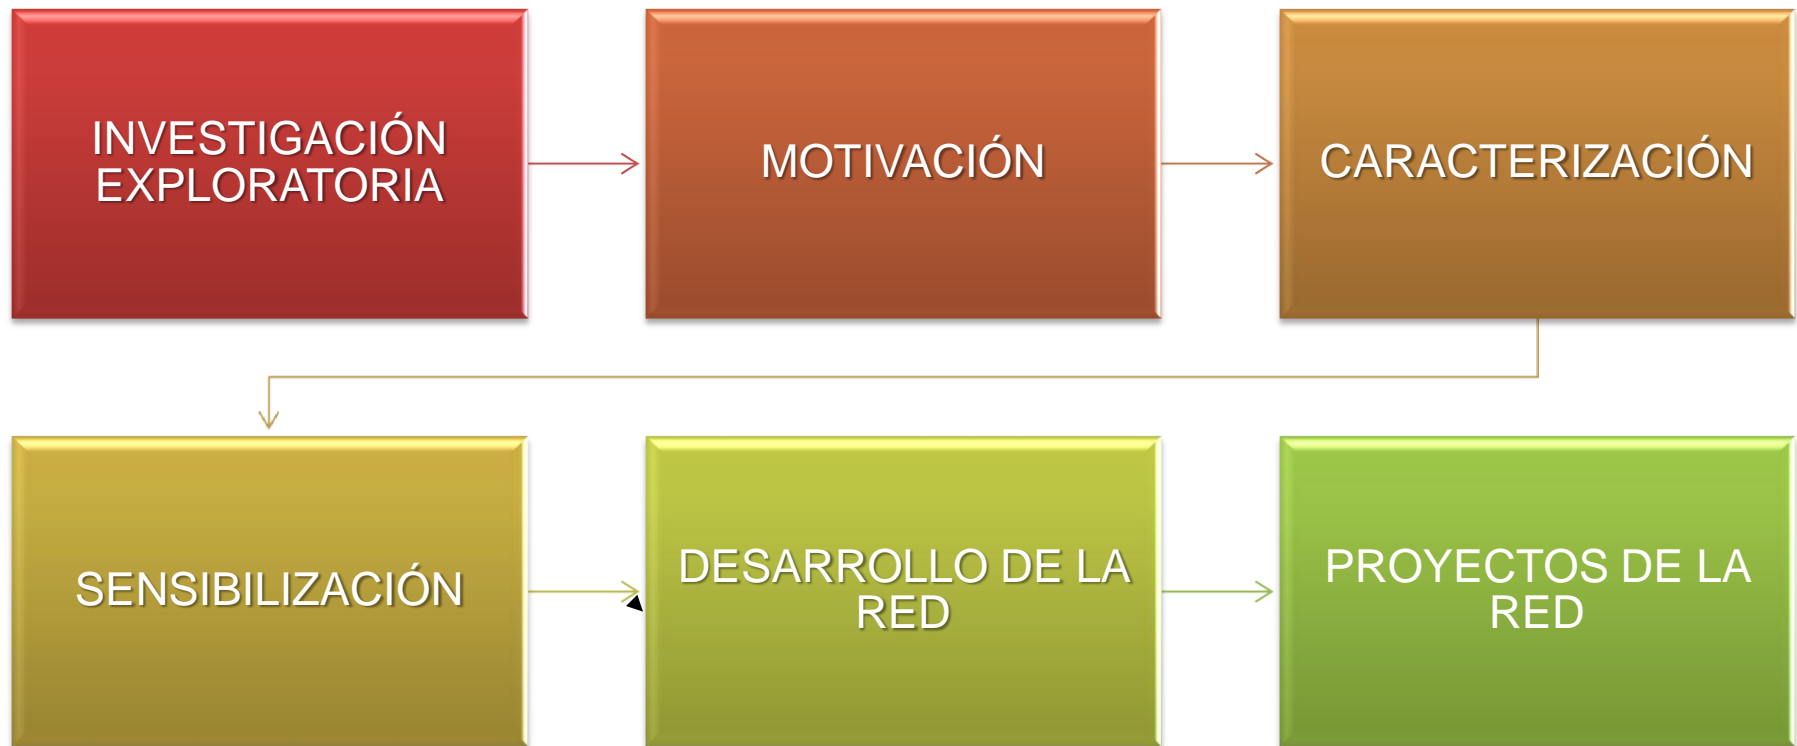 INVESTIGACIÓN
EXPLORATORIA
MOTIVACIÓN
CARACTERIZACIÓN
SENSIBILIZACIÓN
DESARROLLO DE LA
RED
PROYECTOS DE LA
RED